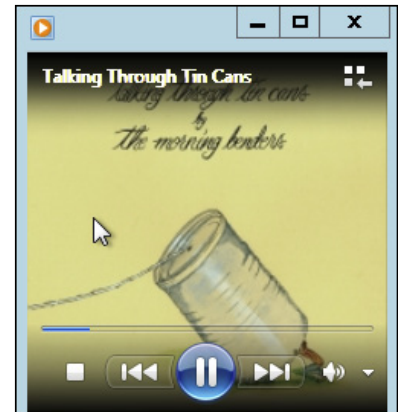 Talking Through Tin Cans
talking through tin cans
by
the morning benders